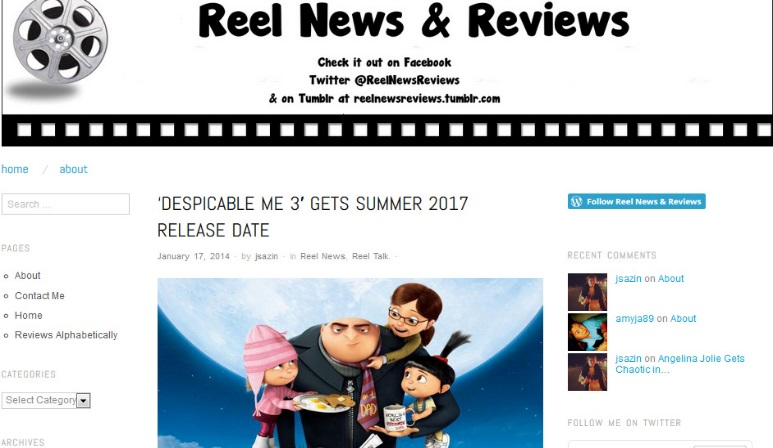 Reel News & Reviews
Check it out on Facebook
Twitter @ReelNewsReviews
& on Tumblr at reelnewsreviews.tumblr.com
home / about
Search ...
PAGES
About
Contact Me
Home
Reviews Alphabetically
CATEGORIES
Select Category
ARCHIVES
'DESPICABLE ME 3′ GETS SUMMER 2017
RELEASE DATE
January 17, 2014 · by jsazin · in Reel News, Reel Talk. ·
DAD
Follow Reel News & Reviews
RECENT COMMENTS
jsazin on About
amyja89 on About
jsazin on Angelina Jolie Gets
Chaotic in…
FOLLOW ME ON TWITTER